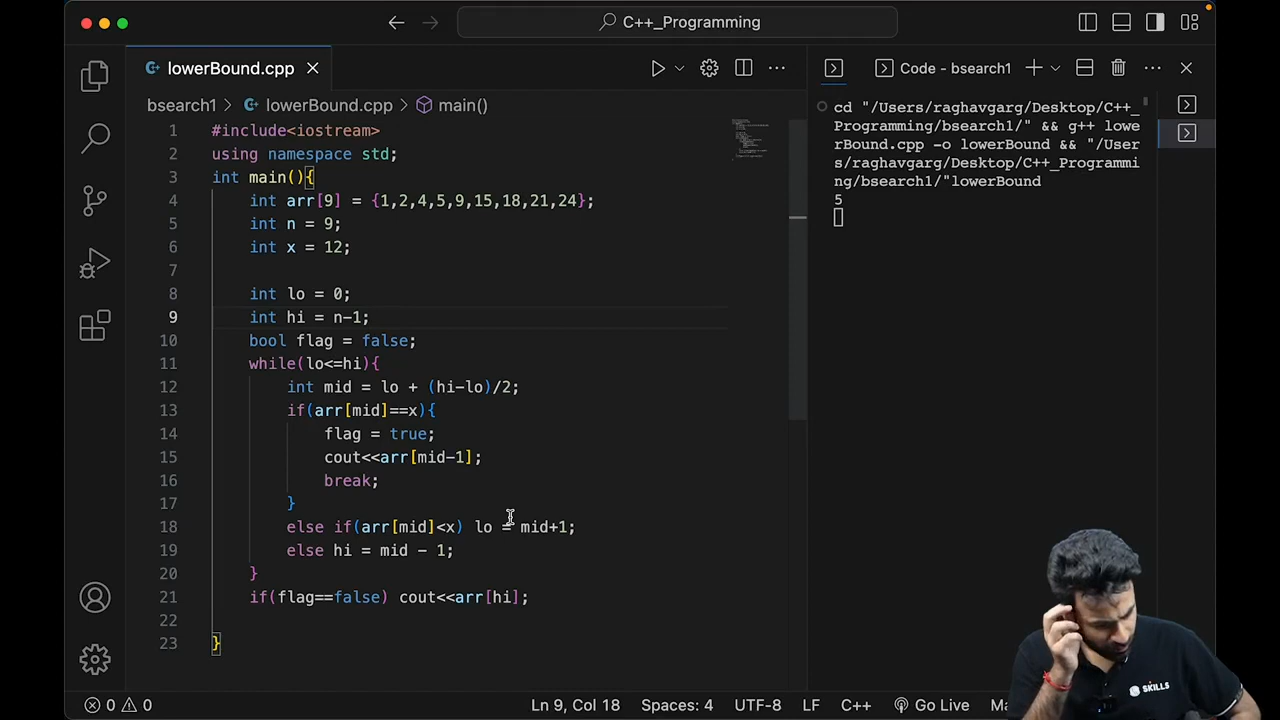 C++_Programming
lowerBound.cpp
Code - bsearch1
bsearch1 > lowerBound.cpp > main()
1 #include<iostream>
2 using namespace std;
3 int main(){
4 int arr[9] = {1,2,4,5,9,15,18,21,24};
5 int n = 9;
6 int x = 12;
7
8 int lo = 0;
9 int hi = n-1;
10 bool flag = false;
11 while(lo<=hi){
12 int mid = lo + (hi-lo)/2;
13 if(arr[mid]==x){
14 flag = true;
15 cout<<arr[mid-1];
16 break;
17 }
18 else if(arr[mid]<x) lo = mid+1;
19 else hi = mid - 1;
20 }
21 if(flag==false) cout<<arr[hi];
22
23 }
cd "/Users/raghavgarg/Desktop/C++_
Programming/bsearch1/" && g++ lowe
rBound.cpp -o lowerBound && "/User
s/raghavgarg/Desktop/C++_Programmi
ng/bsearch1/"lowerBound
5
SKILLS
0 0
Ln 9, Col 18
Spaces: 4
UTF-8
LF
C++
Go Live